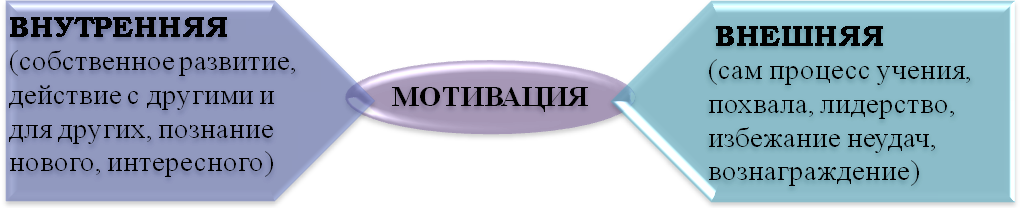 ВНУТРЕННЯЯ
(собственное развитие,
действие с другими и
для других, познание
нового, интересного)
МОТИВАЦИЯ
ВНЕШНЯЯ
(сам процесс учения,
похвала, лидерство,
избежание неудач,
вознаграждение)